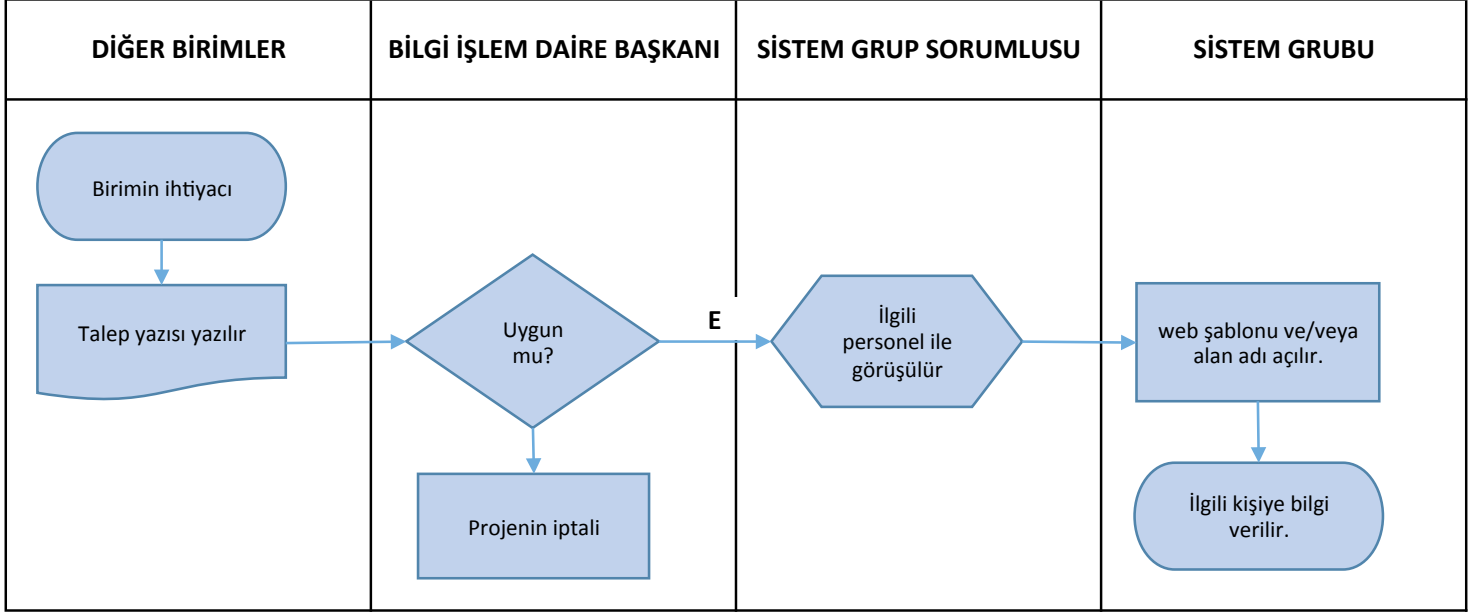 DİĞER BİRİMLER
BİLGİ İŞLEM DAİRE BAŞKANI
SİSTEM GRUP SORUMLUSU
SİSTEM GRUBU
Birimin ihtiyacı
Talep yazısı yazılır
Uygun
mu?
E
İlgili
personel ile
görüşülür
web şablonu ve/veya
alan adı açılır.
Projenin iptali
İlgili kişiye bilgi
verilir.